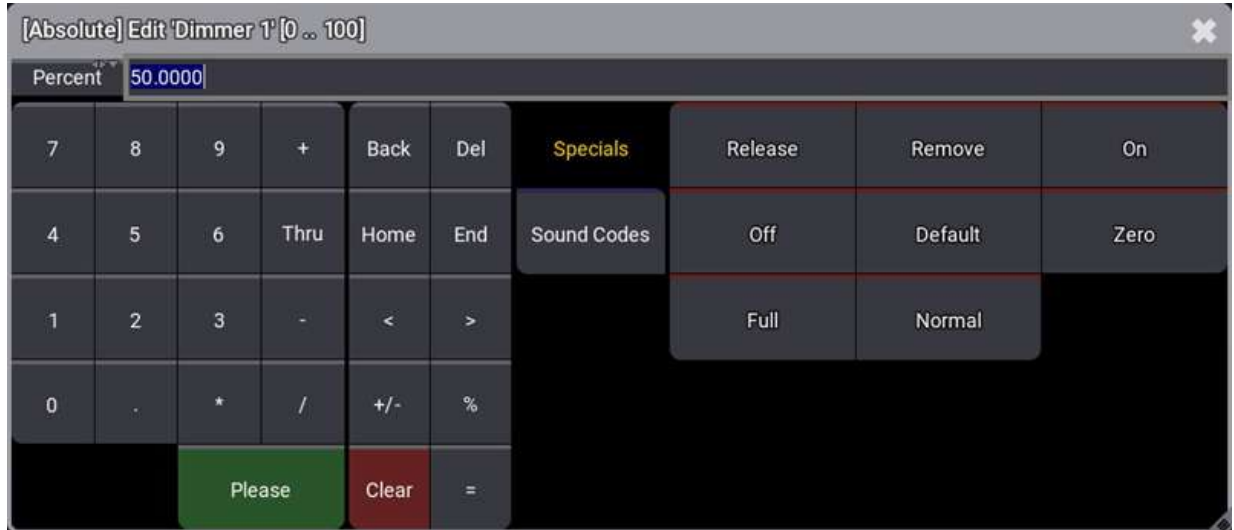 [Absolute] Edit 'Dimmer 1' [0 .. 100]
Percent 50.0000
7 8 9 + Back Del Specials Release Remove On
4 5 6 Thru Home End Sound Codes Off Default Zero
1 2 3 - < > Full Normal
0 . * / +/- %
Please Clear =